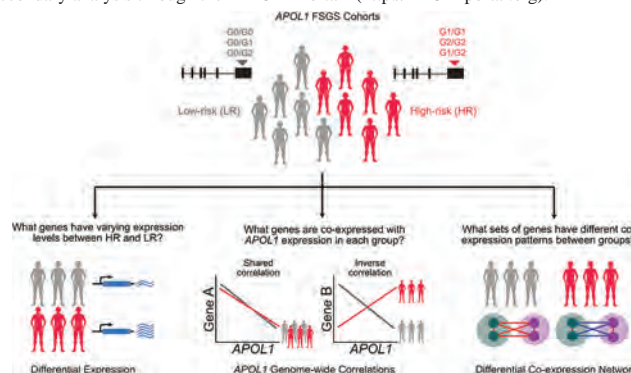 APOL1 FSGS Cohorts
G0/G0
G0/G1
G0/G2
G1/G1
G2/G2
G1/G2
Low-risk (LR)
High-risk (HR)
What genes have varying expression
levels between HR and LR?
What genes are co-expressed with
APOL1 expression in each group?
What sets of genes have different co
expression patterns between groups
Shared
correlation
Inverse
correlation
Gene A
Gene B
APOL1
APOL1
Differential Expression
APOL1 Genome-wide Correlations
Differential Co-expression Network